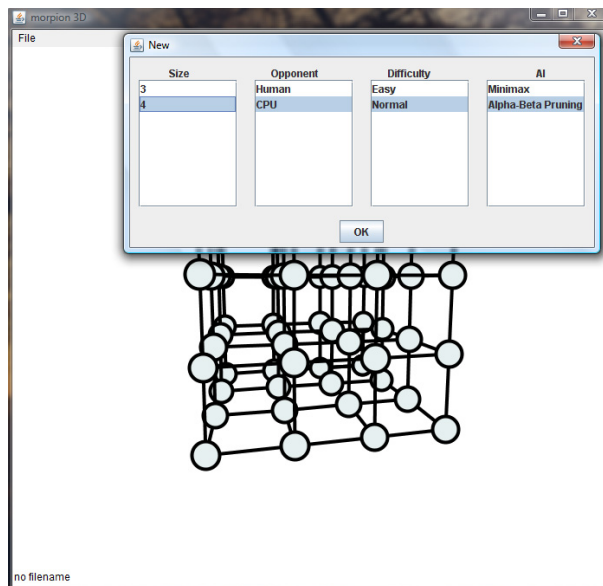 morpion 3D
File
New
Size Opponent Difficulty AI
3 Human Easy Minimax
4 CPU Normal Alpha-Beta Pruning
OK
no filename